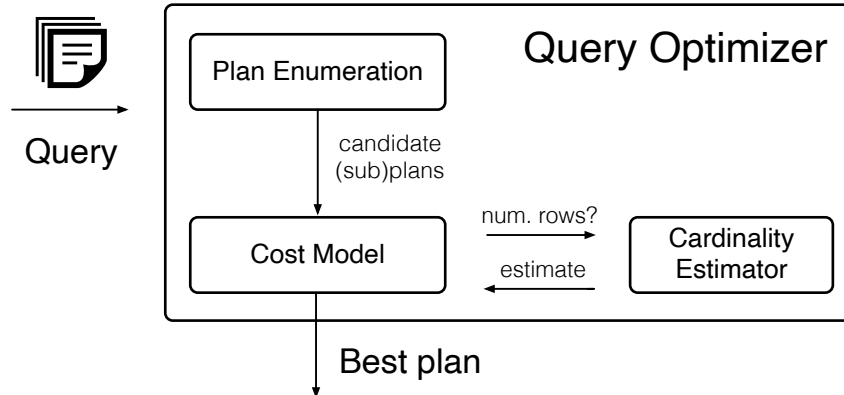 Query Optimizer
Plan Enumeration
Query
candidate
(sub)plans
num. rows?
Cost Model
estimate
Cardinality
Estimator
Best plan